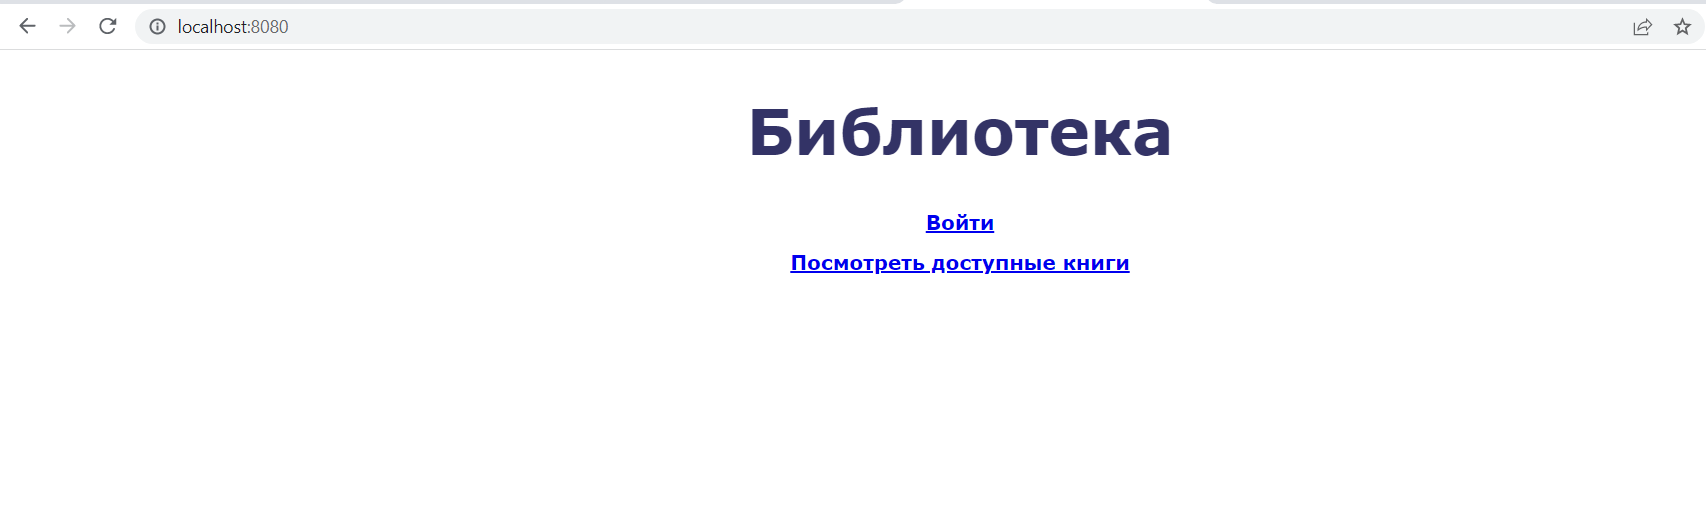 localhost:8080
Библиотека
Войти
Посмотреть доступные книги